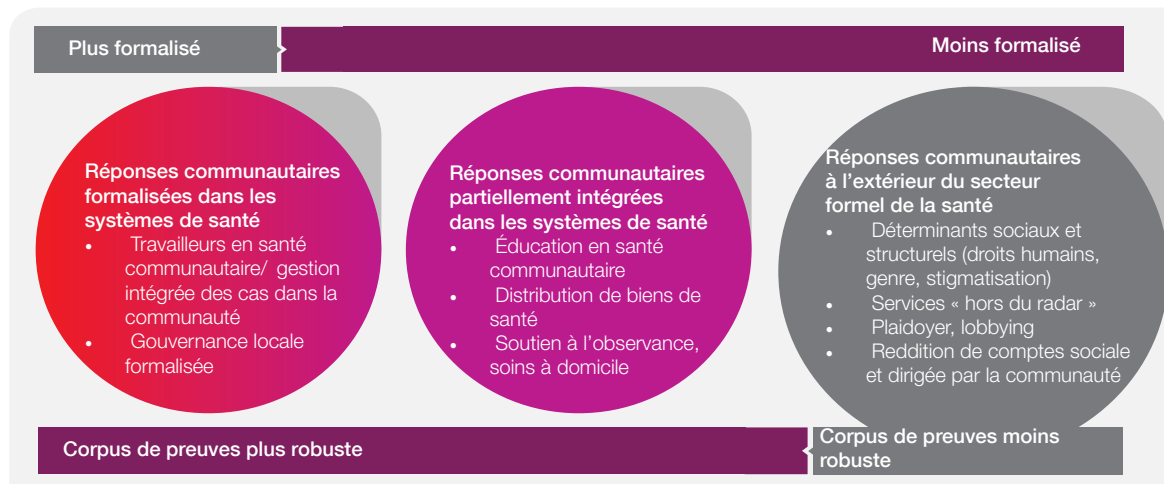 Plus formalisé
Moins formalisé
Réponses communautaires
formalisées dans les
systèmes de santé
• Travailleurs en santé
communautaire/ gestion
intégrée des cas dans la
communauté
• Gouvernance locale
formalisée
Réponses communautaires
partiellement intégrées
dans les systèmes de santé
• Éducation en santé
communautaire
• Distribution de biens de
santé
• Soutien à l'observance,
soins à domicile
Réponses communautaires
à l'extérieur du secteur
formel de la santé
• Déterminants sociaux et
structurels (droits humains,
genre, stigmatisation)
• Services « hors du radar »
• Plaidoyer, lobbying
• Reddition de comptes sociale
et dirigée par la communauté
Corpus de preuves plus robuste
Corpus de preuves moins
robuste